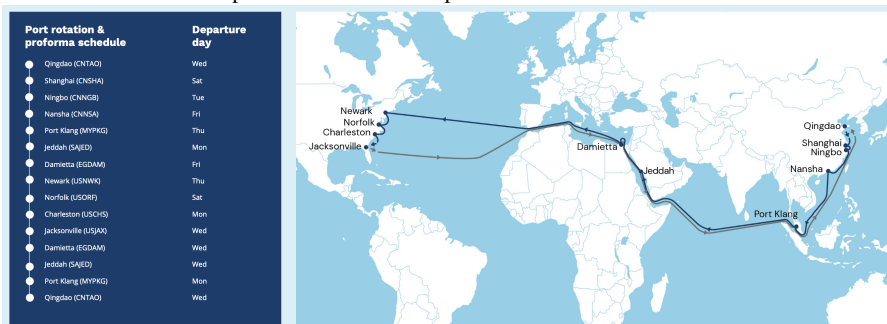 Port rotation & Departure
proforma schedule day
Qingdao (CNTAO) Wed
Shanghai (CNSHA) Sat
Ningbo (CNNGB) Tue
Nansha (CNNSA) Fri
Port Klang (MYPKG) Thu
Jeddah (SAJED) Mon
Damietta (EGDAM) Fri
Newark (USNWK) Thu
Norfolk (USORF) Sat
Charleston (USCHS) Mon
Jacksonville (USJAX) Wed
Damietta (EGDAM) Wed
Jeddah (SAJED) Wed
Port Klang (MYPKG) Mon
Qingdao (CNTAO) Wed
Newark
Norfolk
Charleston
Jacksonville
Damietta
Jeddah
Port Klang
Qingdao
Shanghai
Ningbo
Nansha